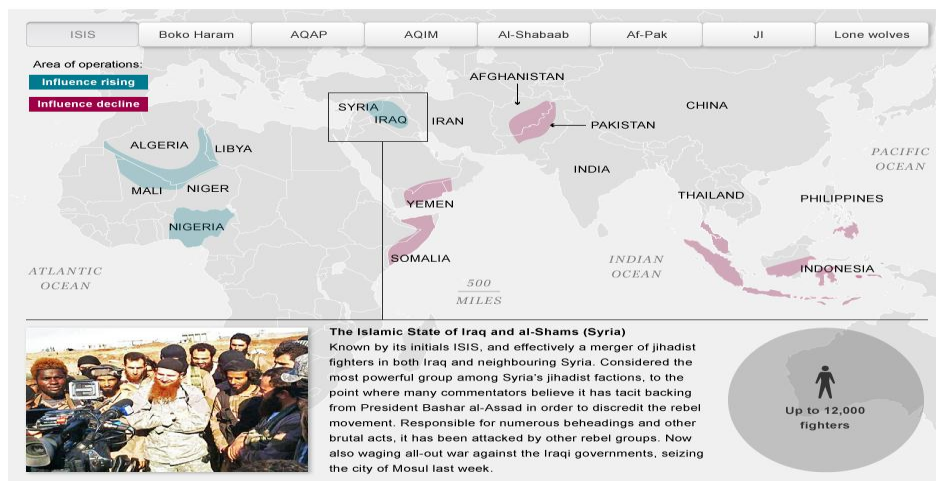 ISIS
Boko Haram
AQAP
AQIM
Al-Shabaab
Af-Pak
JI
Lone wolves
Area of operations:
Influence rising
Influence decline
AFGHANISTAN
SYRIA
IRAQ
IRAN
CHINA
PAKISTAN
ALGERIA
LIBYA
PACIFIC
OCEAN
INDIA
MALI
NIGER
THAILAND
PHILIPPINES
YEMEN
NIGERIA
SOMALIA
INDIAN
OCEAN
INDONESIA
ATLANTIC
OCEAN
500
MILES
The Islamic State of Iraq and al-Shams (Syria)
Known by its initials ISIS, and effectively a merger of jihadist
fighters in both Iraq and neighbouring Syria. Considered the
most powerful group among Syria's jihadist factions, to the
point where many commentators believe it has tacit backing
from President Bashar al-Assad in order to discredit the rebel
movement. Responsible for numerous beheadings and other
brutal acts, it has been attacked by other rebel groups. Now
also waging all-out war against the Iraqi governments, seizing
the city of Mosul last week.
Up to 12,000
fighters